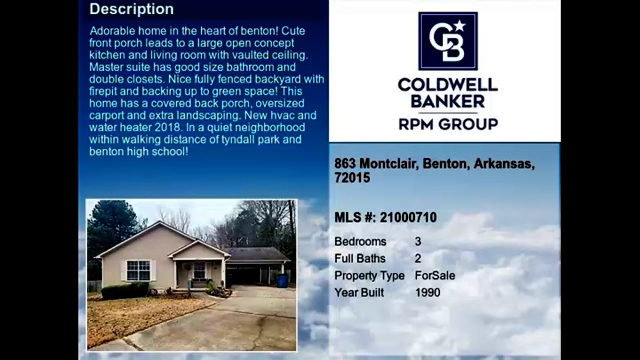 Description
Adorable home in the heart of benton! Cute
front porch leads to a large open concept
kitchen and living room with vaulted ceiling.
Master suite has good size bathroom and
double closets. Nice fully fenced backyard with
firepit and backing up to green space! This
home has a covered back porch, oversized
carport and extra landscaping. New hvac and
water heater 2018. In a quiet neighborhood
within walking distance of tyndall park and
benton high school!
CB
COLDWELL
BANKER
RPM GROUP
863 Montclair, Benton, Arkansas,
72015
MLS #: 21000710
Bedrooms 3
Full Baths 2
Property Type ForSale
Year Built 1990